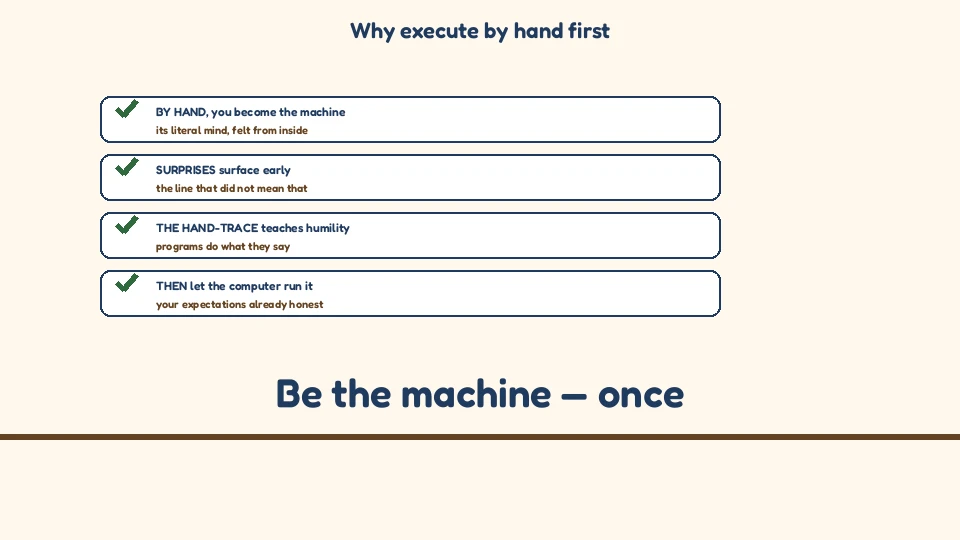 Why execute by hand first
BY HAND, you become the machine
its literal mind, felt from inside
SURPRISES surface early
the line that did not mean that
THE HAND-TRACE teaches humility
programs do what they say
THEN let the computer run it
your expectations already honest
Be the machine — once